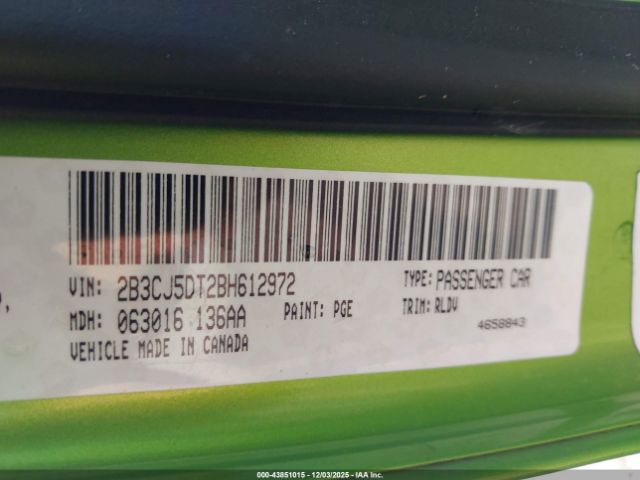 VIN: 2B3CJ5DT2BH612972 TYPE: PASSENGER CAR
MDH: 063016 136AA PAINT: PGE TRIM: RLDV
VEHICLE MADE IN CANADA 4658843
000-43851015 - 12/03/2025 - IAA Inc.